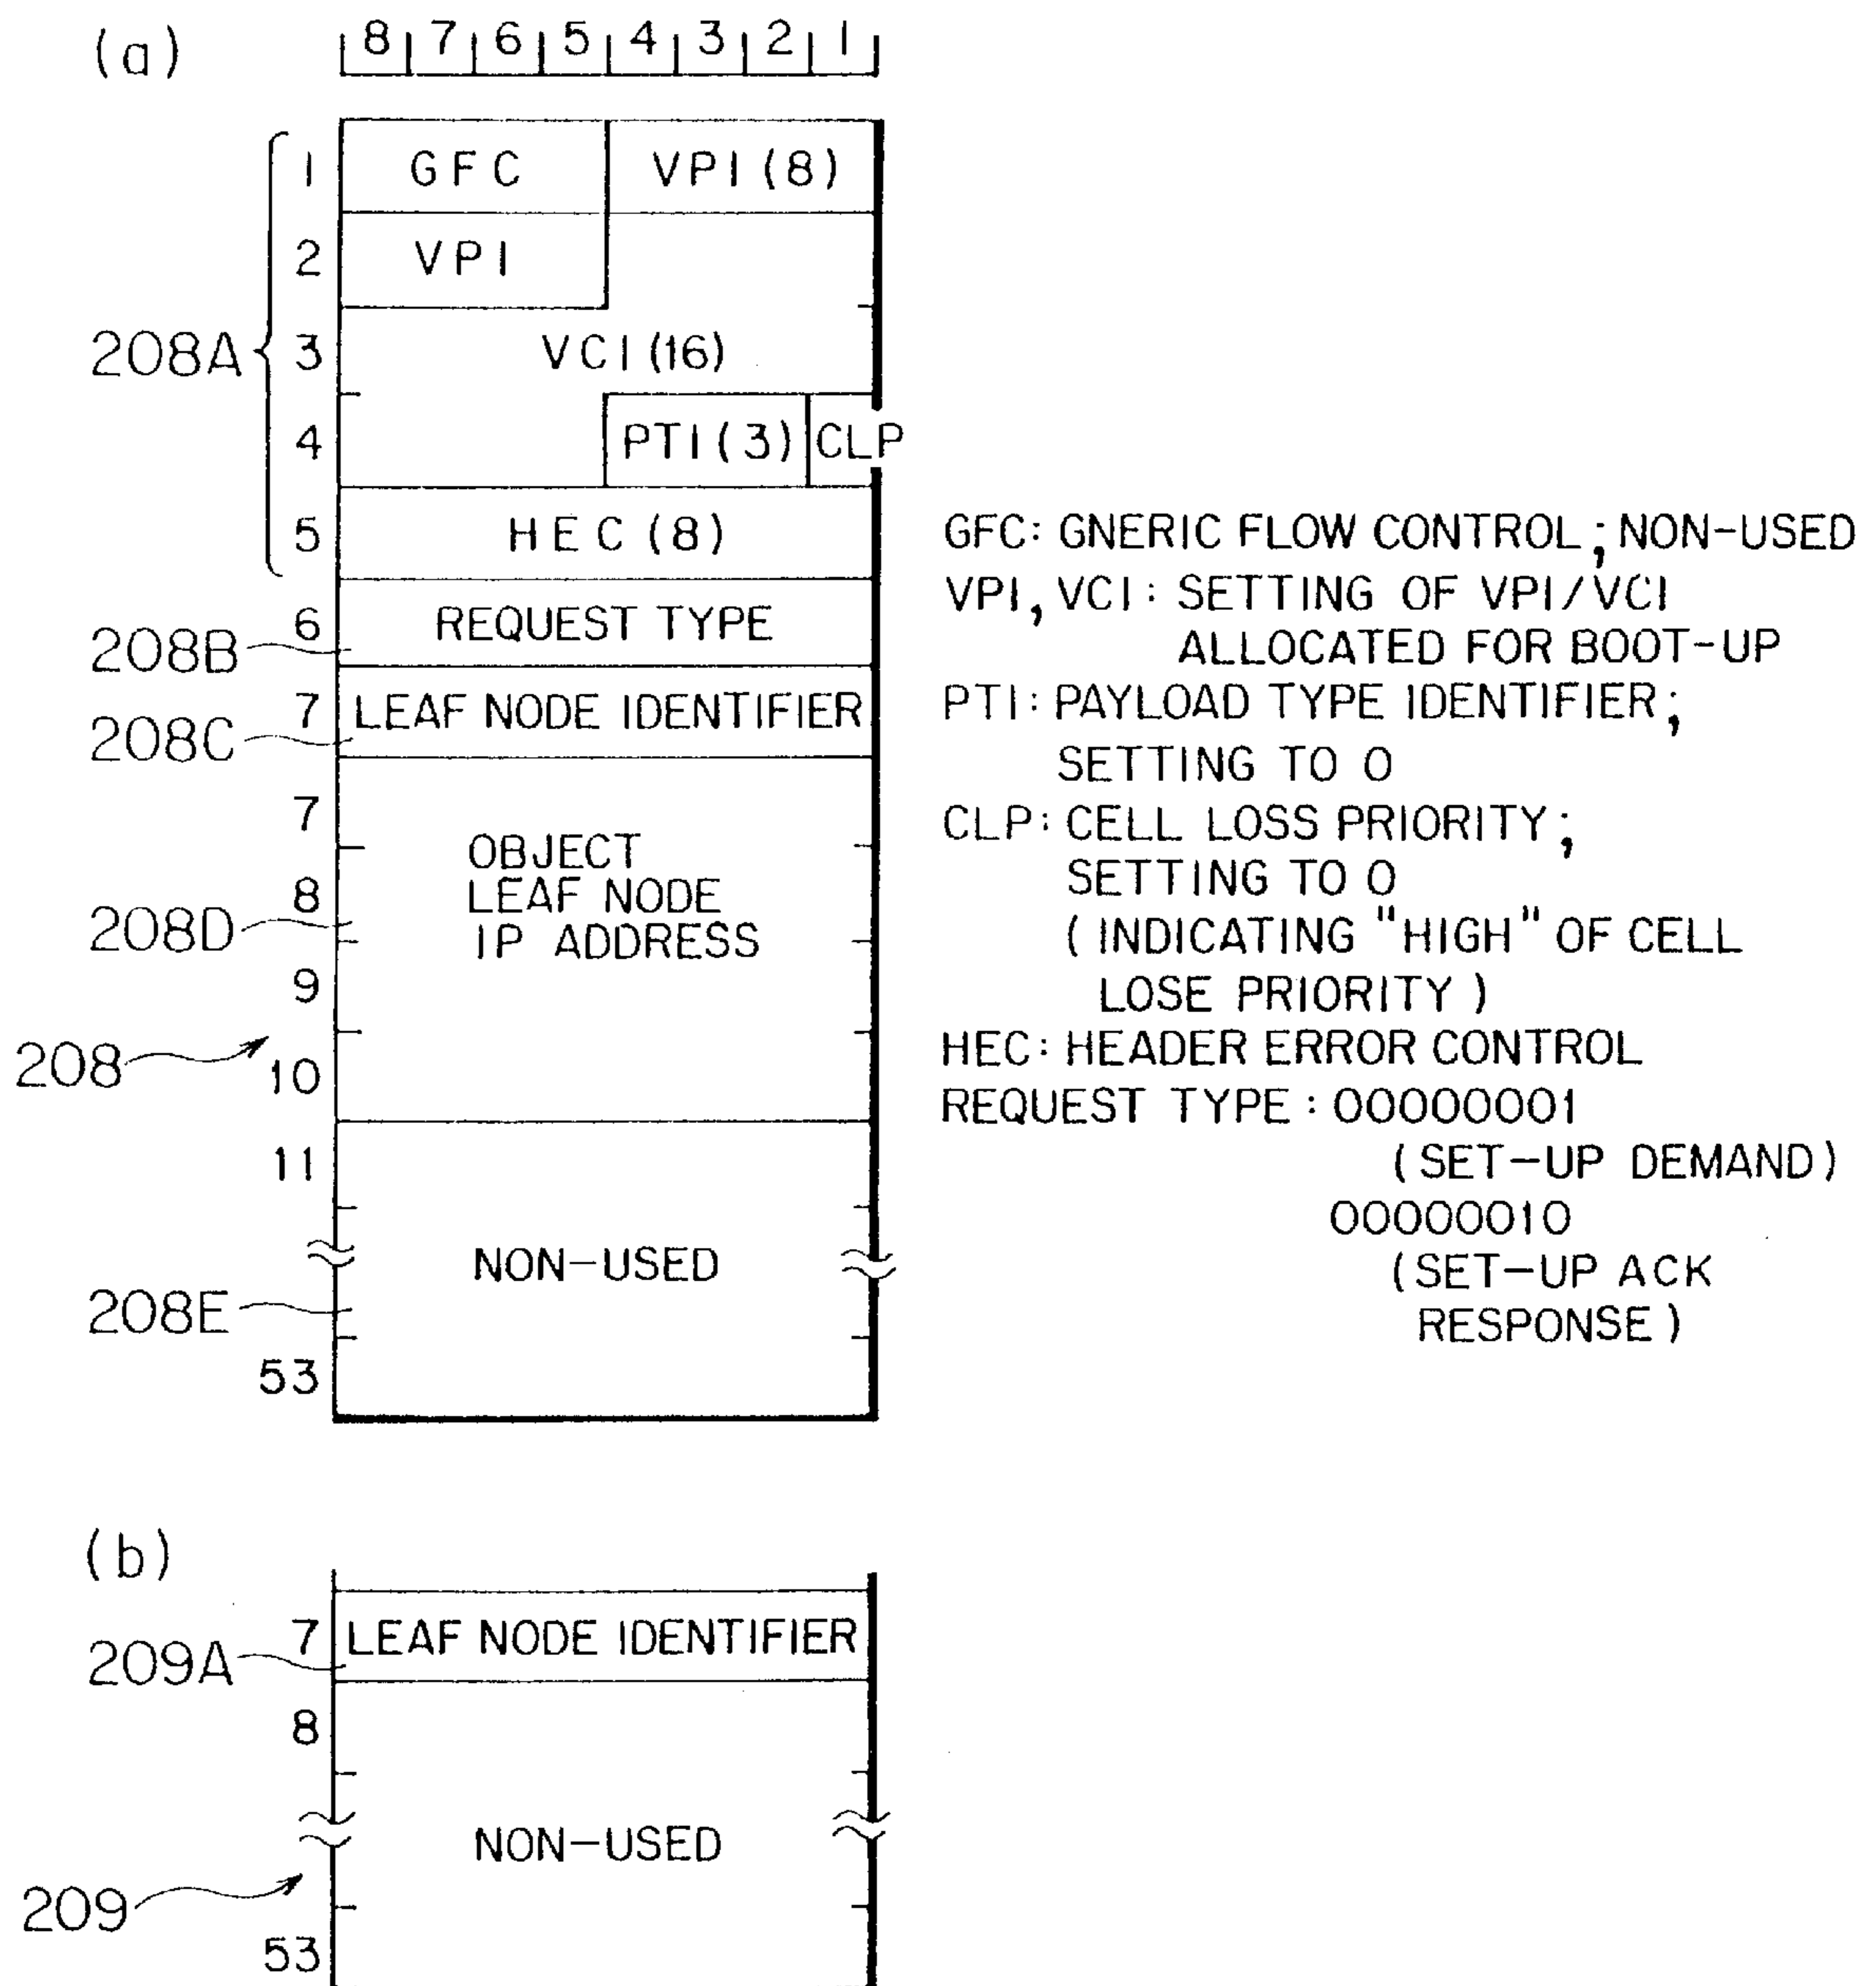 (a)
8 7 6 5 4 3 2 1
1 GFC VPI (8)
2 VPI
208A 3 VCI (16)
4 PTI (3) CLP
5 HEC (8)
6 REQUEST TYPE
208B
7 LEAF NODE IDENTIFIER
208C
7
OBJECT
8 LEAF NODE
208D IP ADDRESS
9
208
10
11
NON-USED
208E
53
GFC: GNERIC FLOW CONTROL; NON-USED
VPI, VCI: SETTING OF VPI/VCI
ALLOCATED FOR BOOT-UP
PTI: PAYLOAD TYPE IDENTIFIER;
SETTING TO 0
CLP: CELL LOSS PRIORITY;
SETTING TO 0
(INDICATING "HIGH" OF CELL
LOSE PRIORITY)
HEC: HEADER ERROR CONTROL
REQUEST TYPE: 00000001
(SET-UP DEMAND)
00000010
(SET-UP ACK
RESPONSE)
(b)
7 LEAF NODE IDENTIFIER
209A
8
NON-USED
209
53